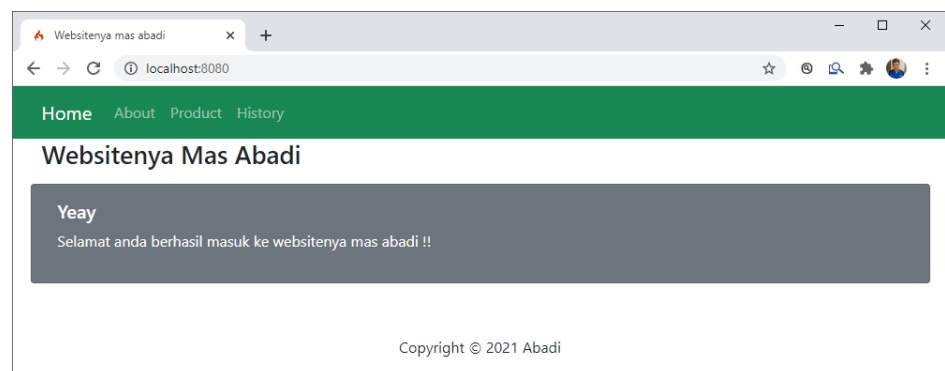 Websitenya mas abadi
localhost:8080
Home About Product History
Websitenya Mas Abadi
Yeay
Selamat anda berhasil masuk ke websitenya mas abadi !!
Copyright © 2021 Abadi